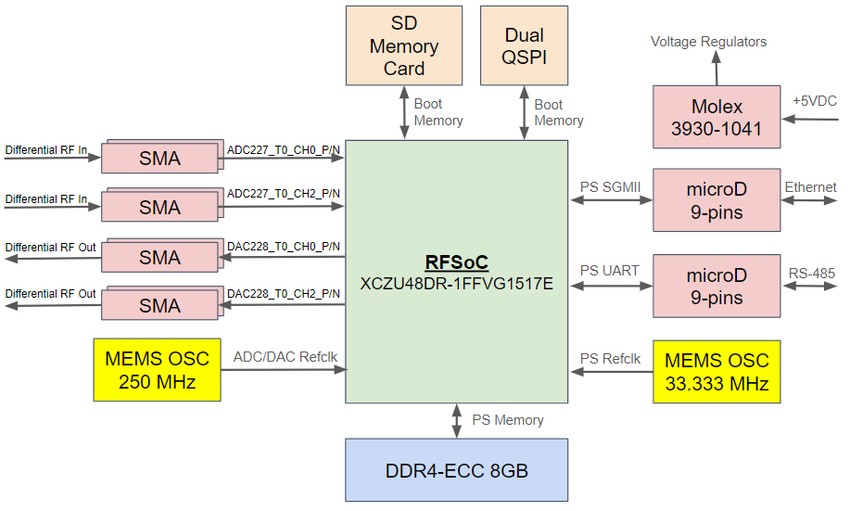 SD
Memory
Card
Dual
QSPI
Voltage Regulators
Boot
Memory
Boot
Memory
Molex
3930-1041
+5VDC
Differential RF In
SMA
ADC227_T0_CH0_P/N
Differential RF In
SMA
ADC227_T0_CH2_P/N
PS SGMII
microD
9-pins
Ethernet
Differential RF Out
SMA
DAC228_T0_CH0_P/N
RFSoC
XCZU48DR-1FFVG1517E
PS UART
microD
9-pins
RS-485
Differential RF Out
SMA
DAC228_T0_CH2_P/N
MEMS OSC
250 MHz
ADC/DAC Refclk
PS Refclk
MEMS OSC
33.333 MHz
PS Memory
DDR4-ECC 8GB